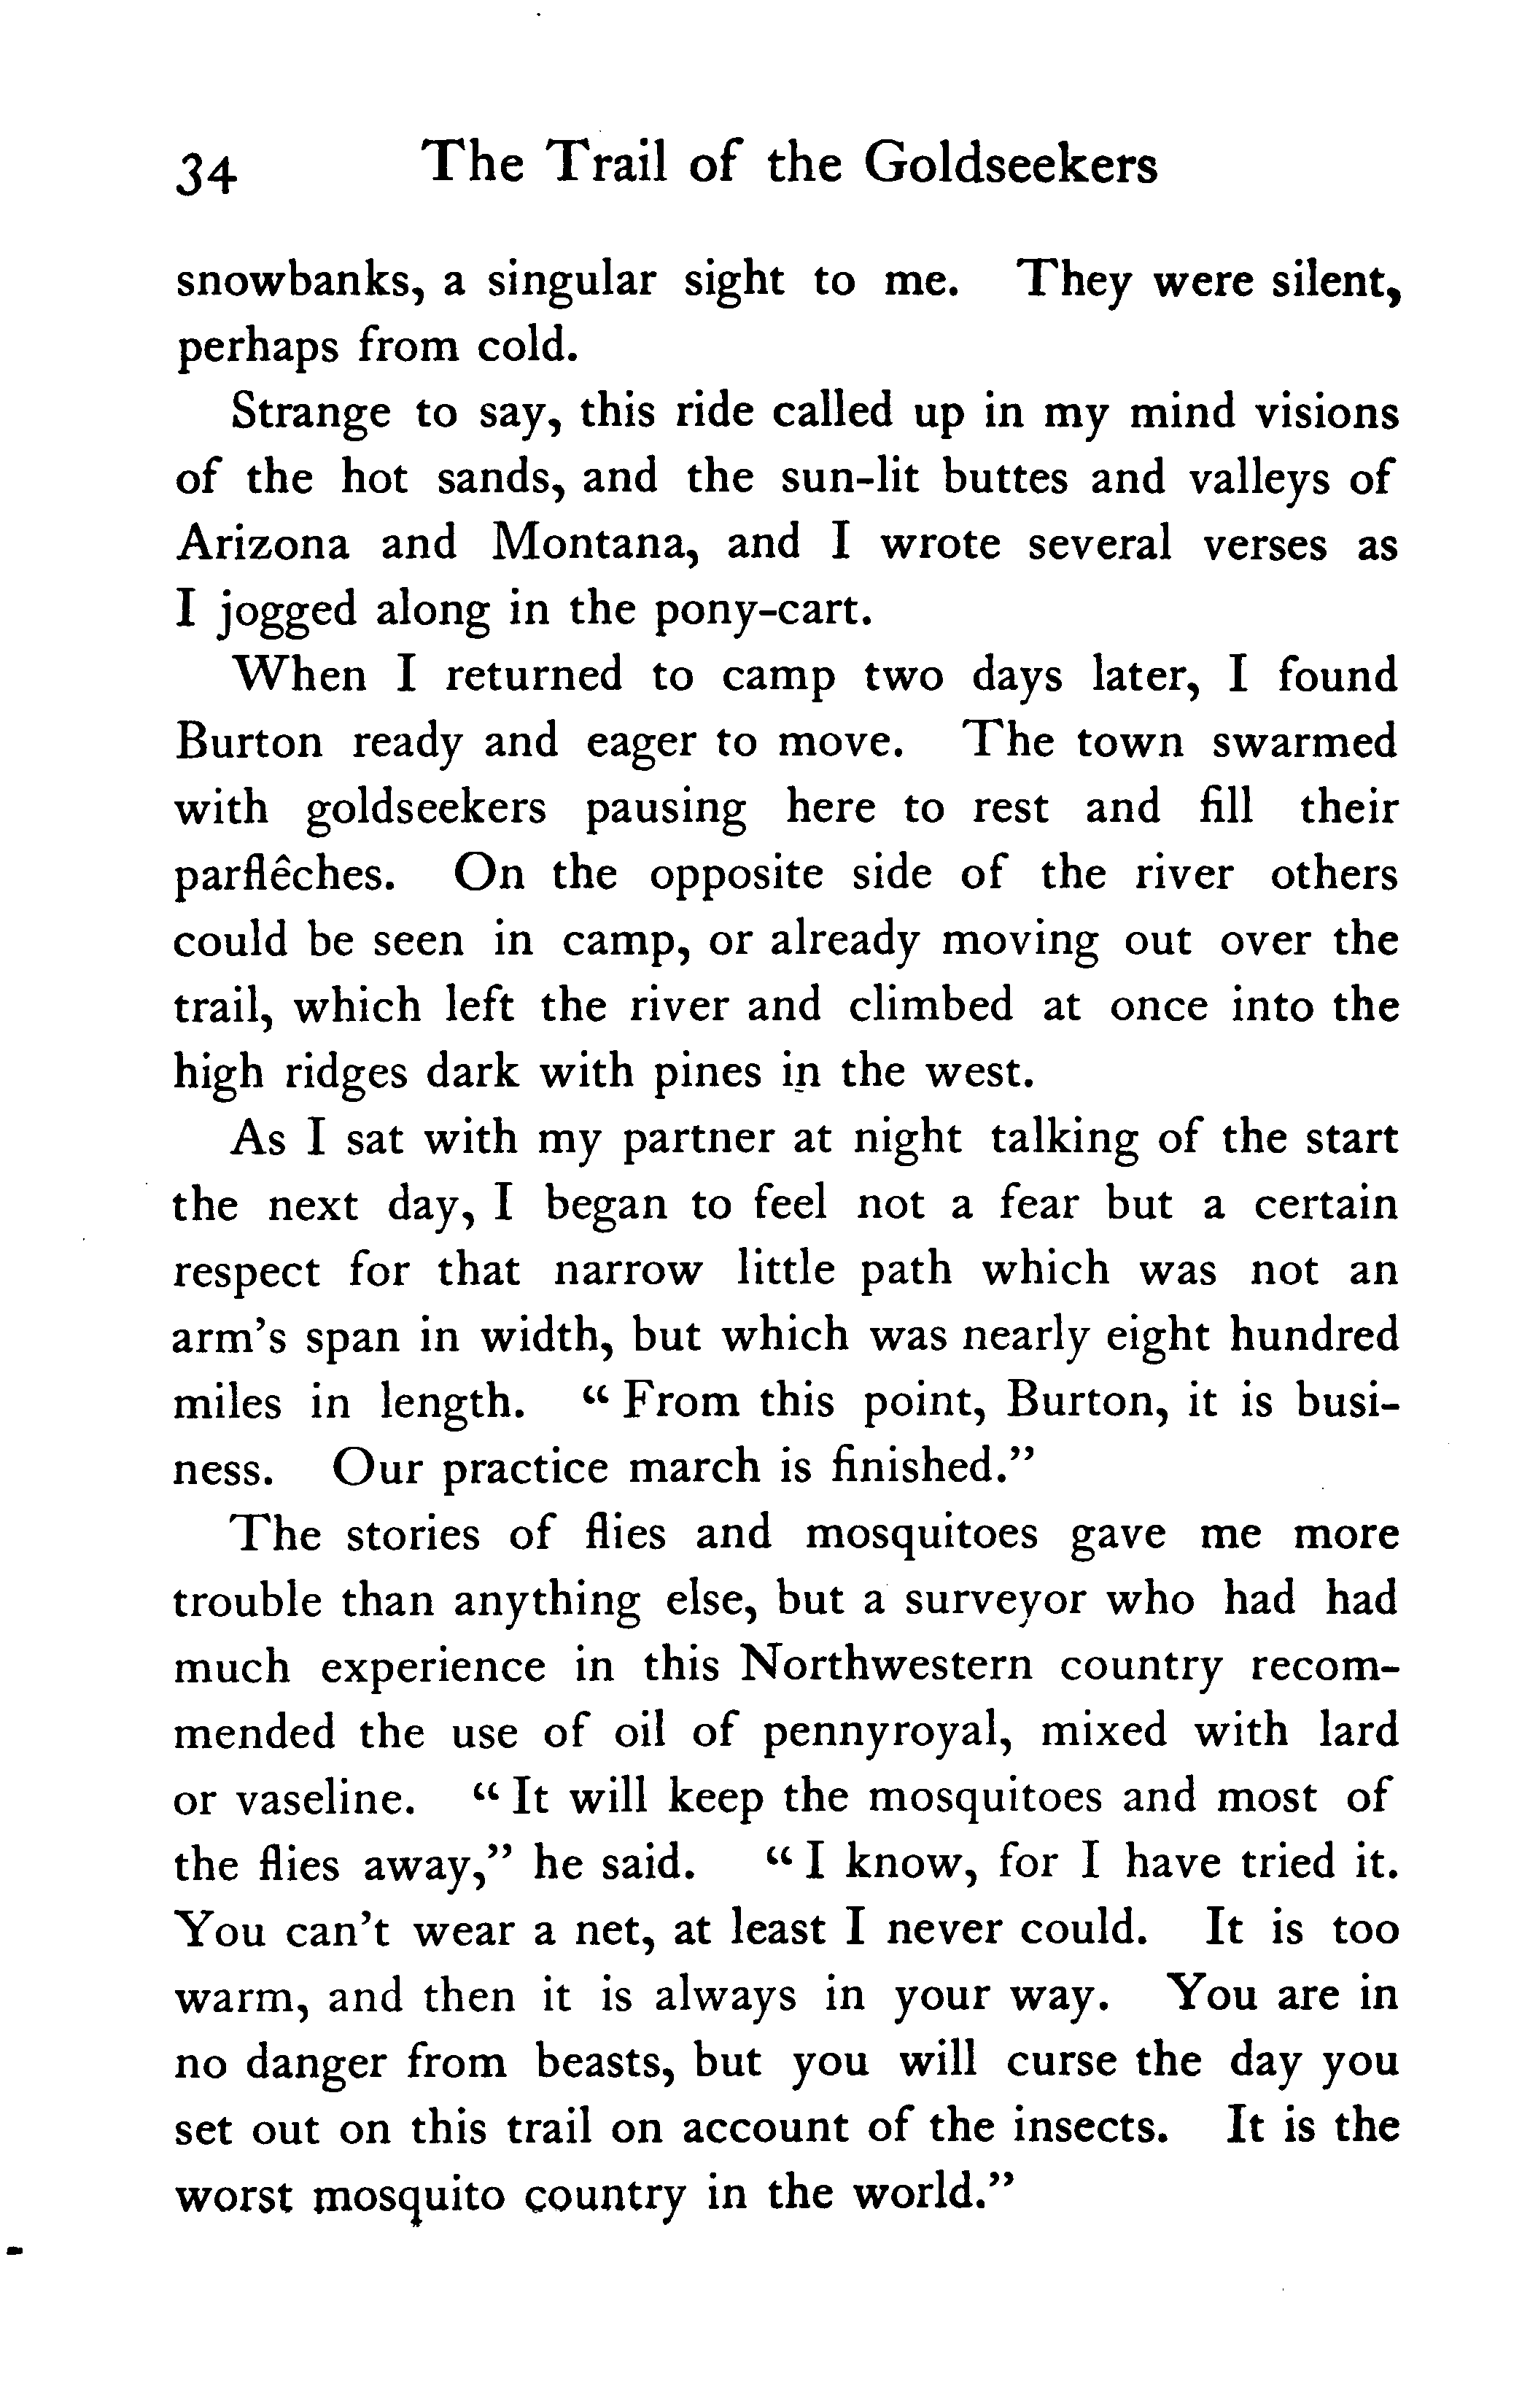 34 The Trail of the Goldseekers
snowbanks, a singular sight to me. They were silent,
perhaps from cold.
Strange to say, this ride called up in my mind visions
of the hot sands, and the sun-lit buttes and valleys of
Arizona and Montana, and I wrote several verses as
I jogged along in the pony-cart.
When I returned to camp two days later, I found
Burton ready and eager to move. The town swarmed
with goldseekers pausing here to rest and fill their
parflêches. On the opposite side of the river others
could be seen in camp, or already moving out over the
trail, which left the river and climbed at once into the
high ridges dark with pines in the west.
As I sat with my partner at night talking of the start
the next day, I began to feel not a fear but a certain
respect for that narrow little path which was not an
arm's span in width, but which was nearly eight hundred
miles in length. “From this point, Burton, it is busi-
ness. Our practice march is finished.”
The stories of flies and mosquitoes gave me more
trouble than anything else, but a surveyor who had had
much experience in this Northwestern country recom-
mended the use of oil of pennyroyal, mixed with lard
or vaseline. “It will keep the mosquitoes and most of
the flies away,” he said. “I know, for I have tried it.
You can't wear a net, at least I never could. It is too
warm, and then it is always in your way. You are in
no danger from beasts, but you will curse the day you
set out on this trail on account of the insects. It is the
worst mosquito country in the world.”